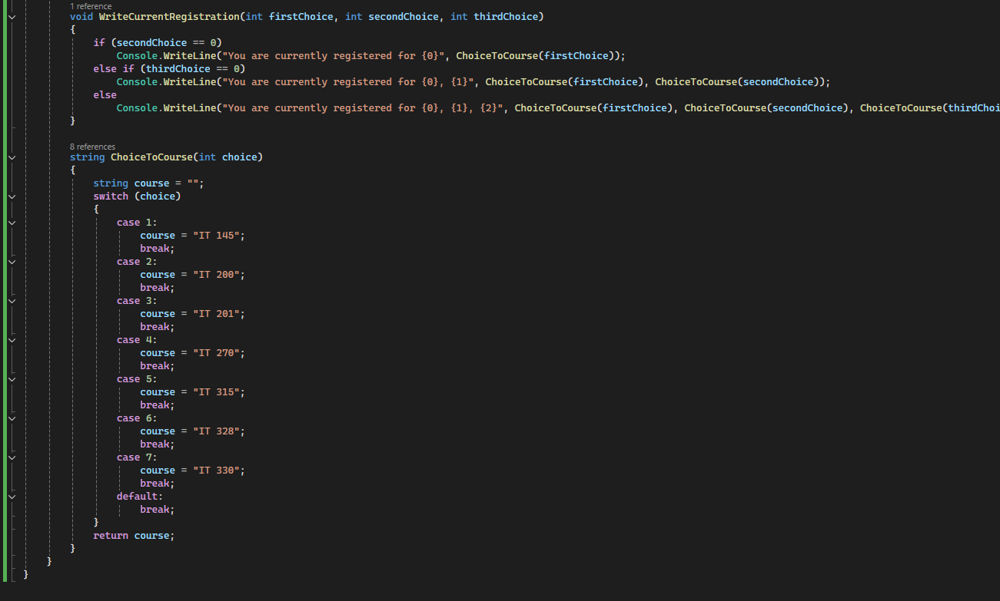 1 reference
void WriteCurrentRegistration(int firstChoice, int secondChoice, int thirdChoice)
{
if (secondChoice == 0)
Console.WriteLine("You are currently registered for {0}", ChoiceToCourse(firstChoice));
else if (thirdChoice == 0)
Console.WriteLine("You are currently registered for {0}, {1}", ChoiceToCourse(firstChoice), ChoiceToCourse(secondChoice));
else
Console.WriteLine("You are currently registered for {0}, {1}, {2}", ChoiceToCourse(firstChoice), ChoiceToCourse(secondChoice), ChoiceToCourse(thirdChoi
}
8 references
string ChoiceToCourse(int choice)
{
string course = "";
switch (choice)
{
case 1:
course = "IT 145";
break;
case 2:
course = "IT 200";
break;
case 3:
course = "IT 201";
break;
case 4:
course = "IT 270";
break;
case 5:
course = "IT 315";
break;
case 6:
course = "IT 328";
break;
case 7:
course = "IT 330";
break;
default:
break;
}
return course;
}
}
}